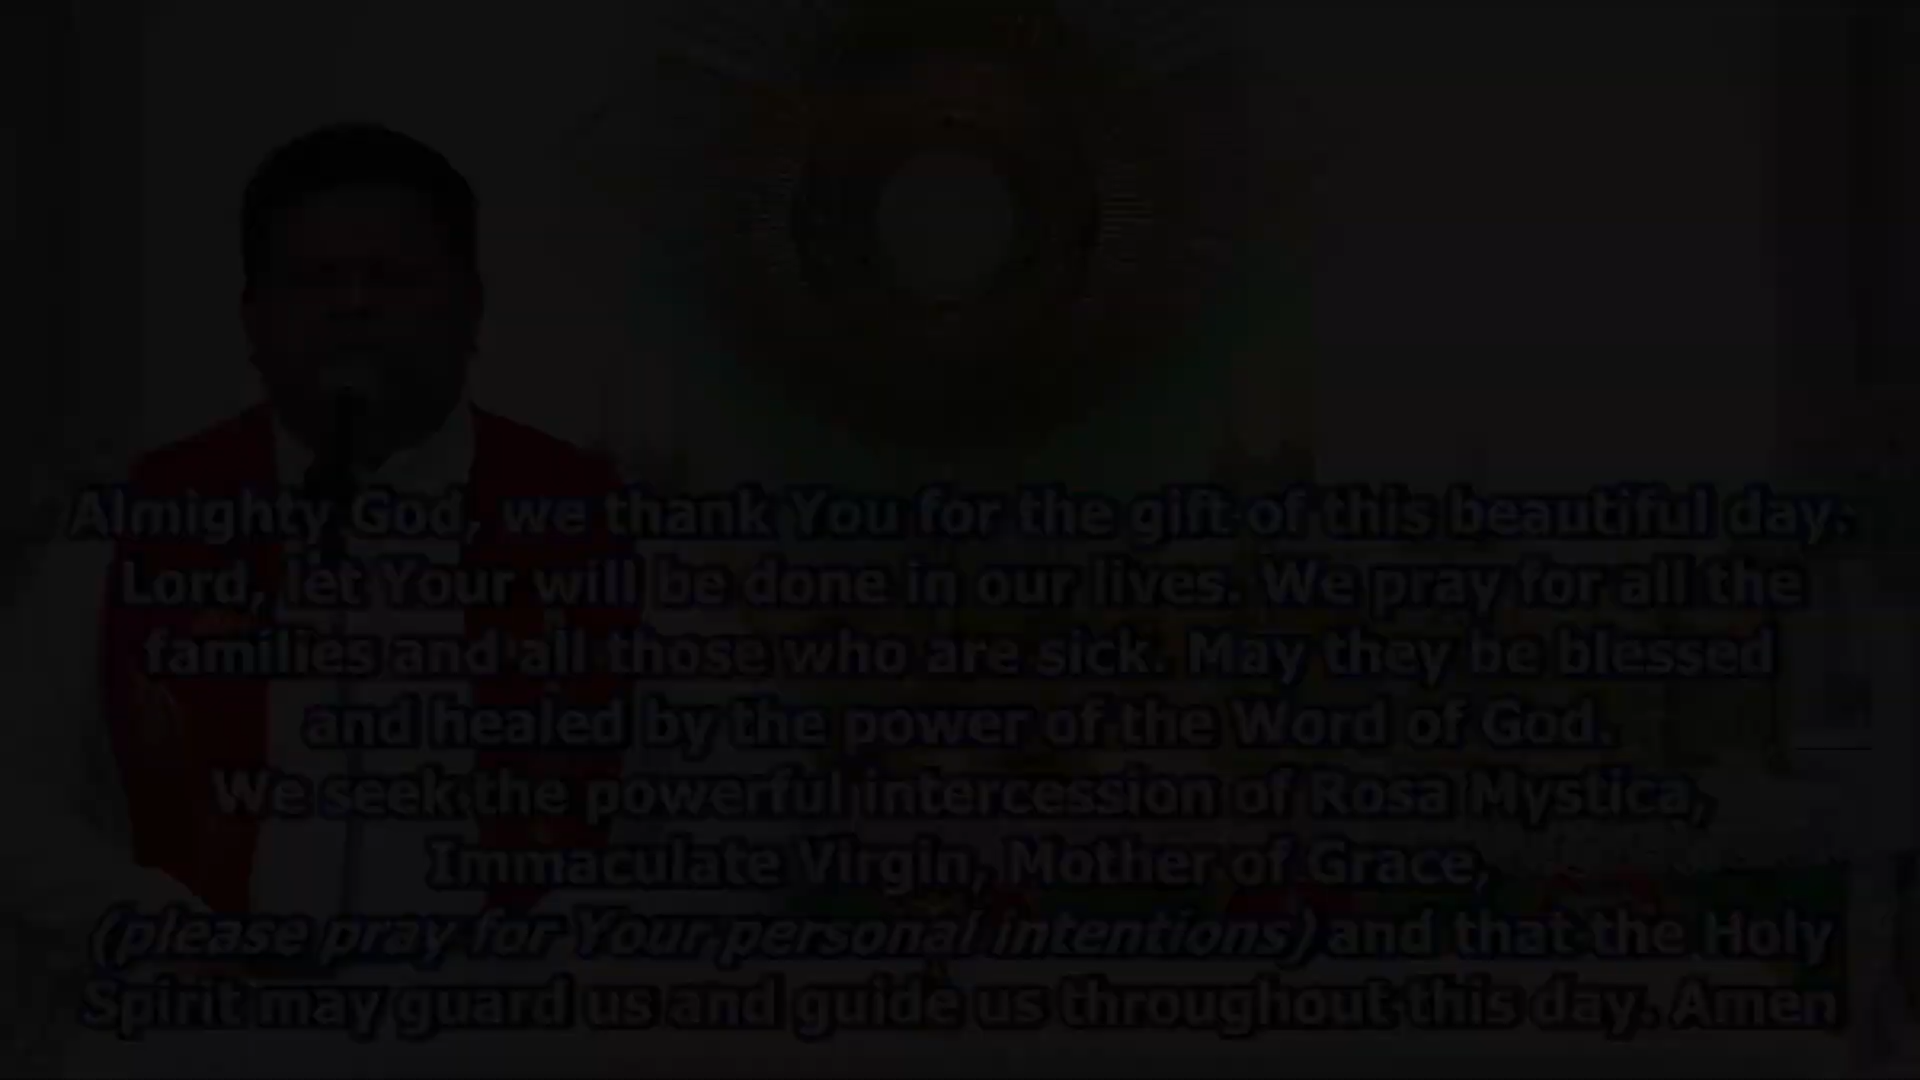 Almighty God, we thank You for the gift of this beautiful day.
Lord, let Your will be done in our lives. We pray for all the
families and all those who are sick. May they be blessed
and healed by the power of the Word of God.
We seek the powerful intercession of Rosa Mystica,
Immaculate Virgin, Mother of Grace,
(please pray for Your personal intentions) and that the Holy
Spirit may guard us and guide us throughout this day. Amen